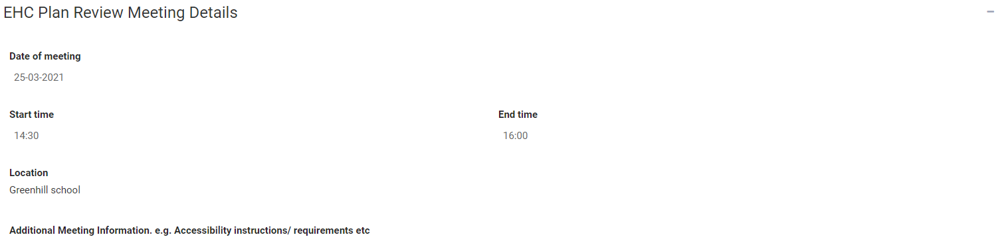 EHC Plan Review Meeting Details
Date of meeting
25-03-2021
Start time
End time
14:30
16:00
Location
Greenhill school
Additional Meeting Information. e.g. Accessibility instructions/ requirements etc